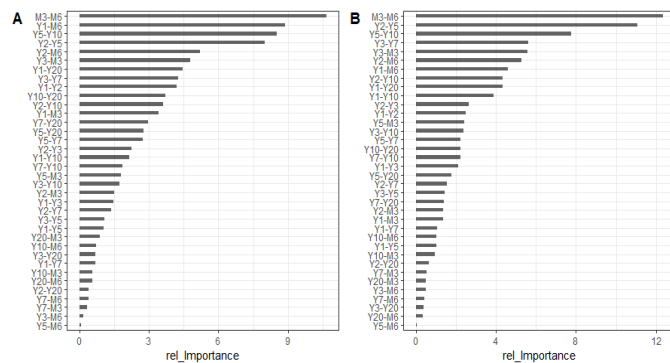 A
M3-M6
Y1-M6
Y5-Y10
Y2-Y5
Y2-M6
Y3-M3
Y1-Y20
Y3-Y7
Y1-Y2
Y10-Y20
Y2-Y10
Y1-M3
Y7-Y20
Y5-Y20
Y5-Y7
Y2-Y3
Y1-Y10
Y7-Y10
Y5-M3
Y3-Y10
Y2-M3
Y1-Y3
Y2-Y7
Y3-Y5
Y1-Y5
Y20-M3
Y10-M6
Y3-Y20
Y1-Y7
Y10-M3
Y20-M6
Y2-Y20
Y7-M6
Y7-M3
Y3-M6
Y5-M6
0
3
6
9
rel_Importance
B
M3-M6
Y2-Y5
Y5-Y10
Y3-Y7
Y3-M3
Y2-M6
Y1-M6
Y2-Y10
Y1-Y20
Y1-Y10
Y2-Y3
Y1-Y2
Y5-M3
Y3-Y10
Y5-Y7
Y10-Y20
Y7-Y10
Y1-Y3
Y5-Y20
Y2-Y7
Y3-Y5
Y7-Y20
Y2-M3
Y1-M3
Y1-Y7
Y10-M6
Y1-Y5
Y10-M3
Y2-Y20
Y7-M3
Y20-M3
Y3-M6
Y7-M6
Y3-Y20
Y20-M6
Y5-M6
0
4
8
12
rel_Importance